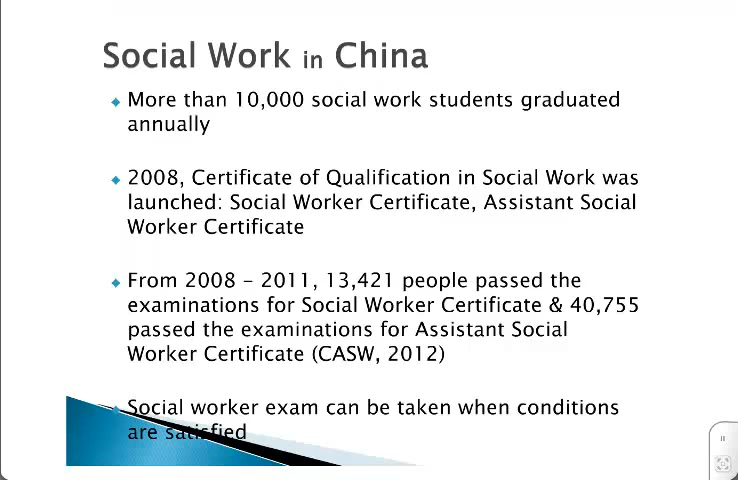 Social Work in China
More than 10,000 social work students graduated
annually
2008, Certificate of Qualification in Social Work was
launched: Social Worker Certificate, Assistant Social
Worker Certificate
From 2008 – 2011, 13,421 people passed the
examinations for Social Worker Certificate & 40,755
passed the examinations for Assistant Social
Worker Certificate (CASW, 2012)
Social worker exam can be taken when conditions
are satisfied